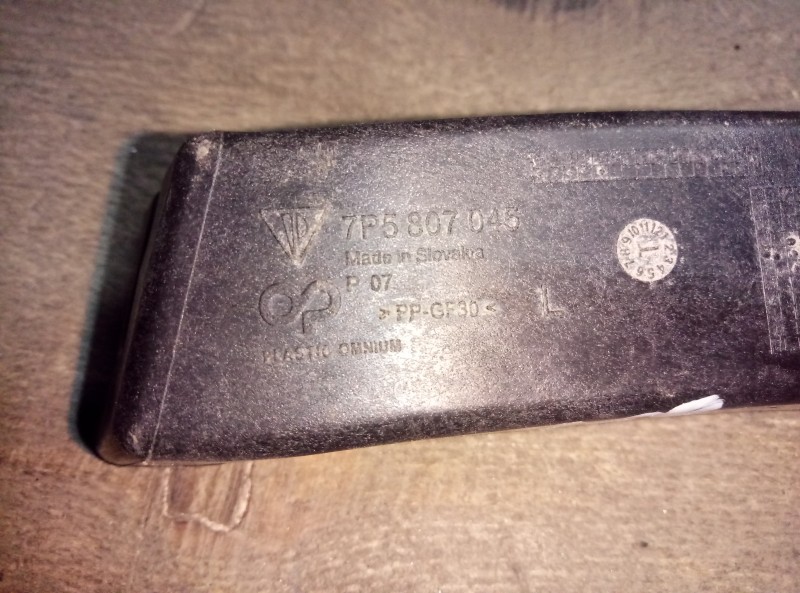 7P5 807 045
Made in Slovakia
P 07
>PP-GF30<
L
PLASTIC OMNIUM